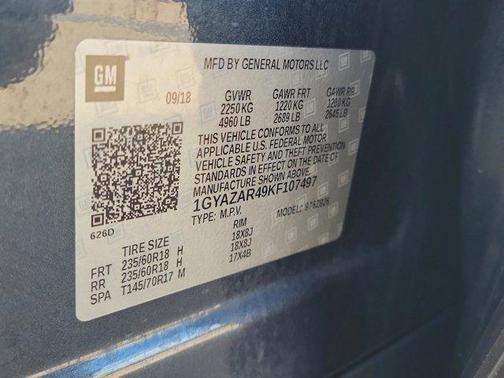 GM
MFD BY GENERAL MOTORS LLC
09/18
GVWR GAWR FRT GAWR RR
2250 KG 1220 KG 1200 KG
4960 LB 2689 LB 2645 LB
THIS VEHICLE CONFORMS TO ALL
APPLICABLE U.S. FEDERAL MOTOR
VEHICLE SAFETY AND THEFT PREVENTION
STANDARDS IN EFFECT ON THE DATE OF
MANUFACTURE SHOWN ABOVE.
1GYAZAR49KF107497
TYPE: M.P.V. MODEL:
626D
TIRE SIZE RIM
FRT 235/60R18 H 18X8J
RR 235/60R18 H 18X8J
SPA T145/70R17 M 17X4B